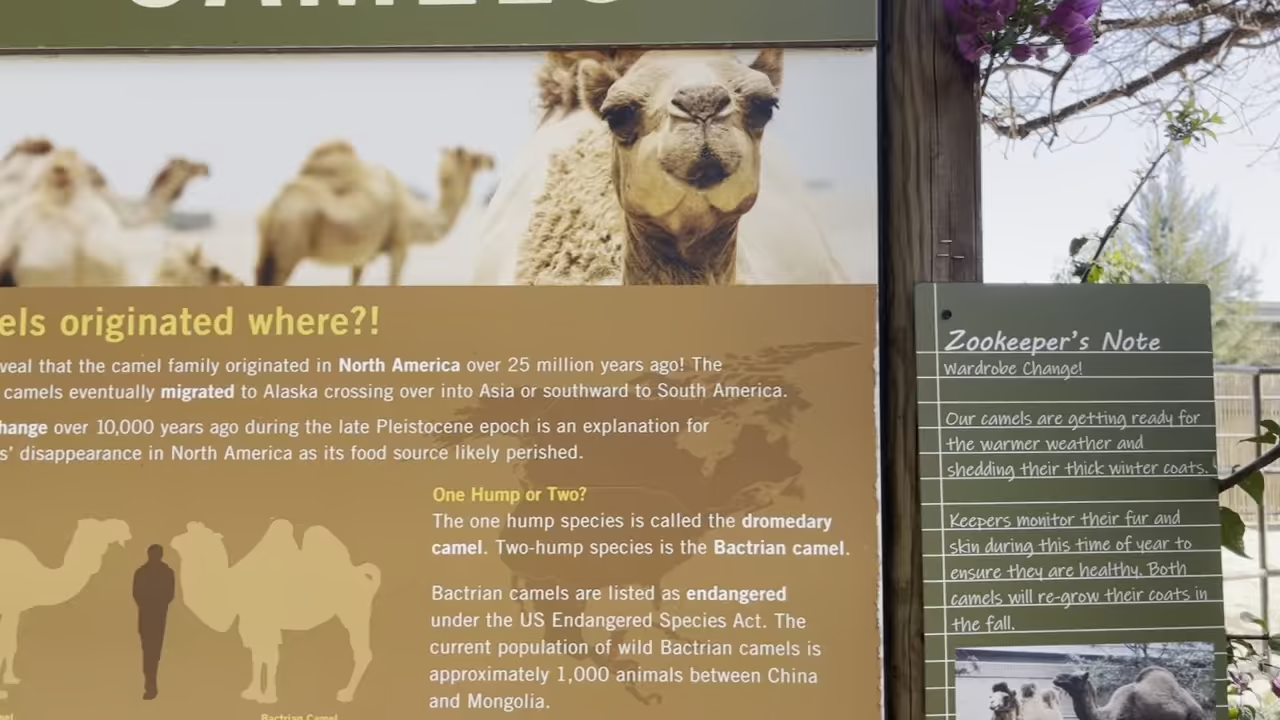 CAMELS
els originated where?!
veal that the camel family originated in North America over 25 million years ago! The
camels eventually migrated to Alaska crossing over into Asia or southward to South America.
hange over 10,000 years ago during the late Pleistocene epoch is an explanation for
s' disappearance in North America as its food source likely perished.
One Hump or Two?
The one hump species is called the dromedary
camel. Two-hump species is the Bactrian camel.
Bactrian camels are listed as endangered
under the US Endangered Species Act. The
current population of wild Bactrian camels is
approximately 1,000 animals between China
and Mongolia.
Bactrian Camel
Zookeeper's Note
Wardrobe Change!
Our camels are getting ready for
the warmer weather and
shedding their thick winter coats.
Keepers monitor their fur and
skin during this time of year to
ensure they are healthy. Both
camels will re-grow their coats in
the fall.